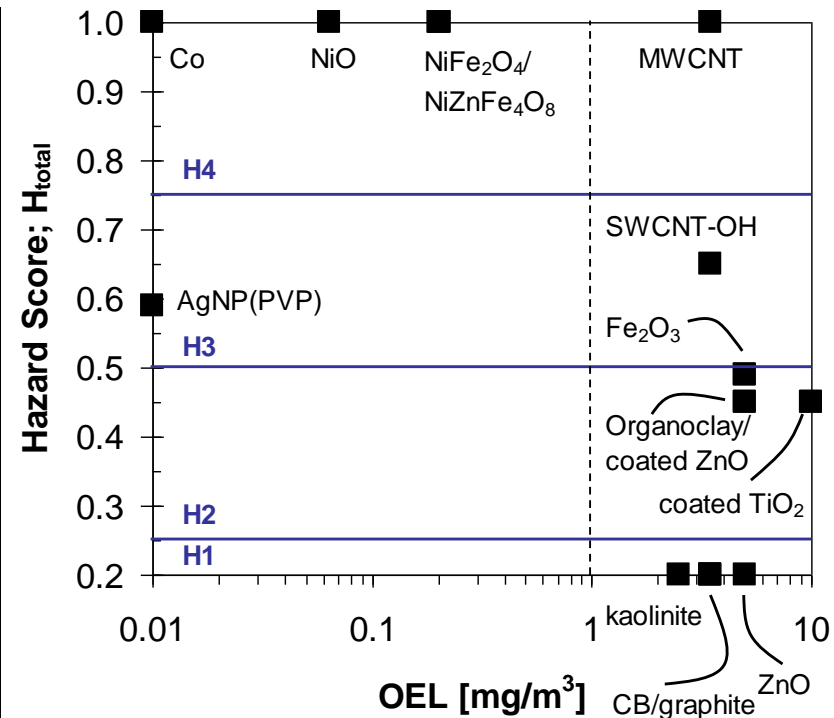 Hazard Score; H_total
1.0
0.9
0.8
0.7
0.6
0.5
0.4
0.3
0.2
Co
NiO
NiFe₂O₄/
NiZnFe₄O₈
MWCNT
H4
SWCNT-OH
AgNP(PVP)
Fe₂O₃
H3
Organoclay/
coated ZnO
coated TiO₂
H2
H1
kaolinite
CB/graphite
ZnO
0.01
0.1
1
10
OEL [mg/m³]